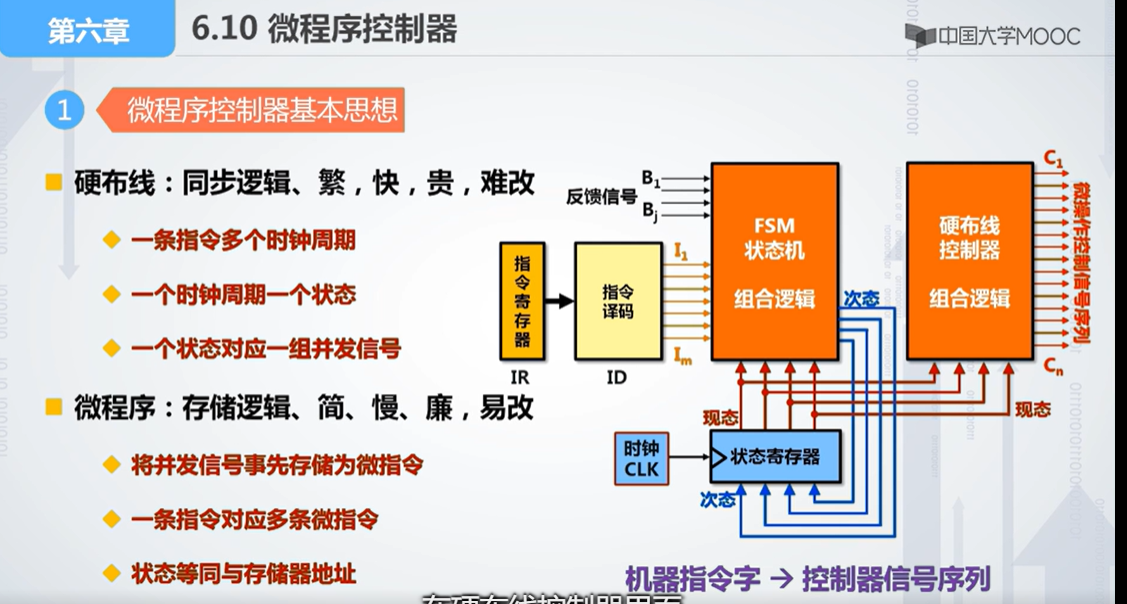 第六章
6.10 微程序控制器
中国大学MOOC
1
微程序控制器基本思想
硬布线：同步逻辑、繁，快，贵，难改
一条指令多个时钟周期
一个时钟周期一个状态
一个状态对应一组并发信号
微程序：存储逻辑、简、慢、廉，易改
将并发信号事先存储为微指令
一条指令对应多条微指令
状态等同与存储器地址
反馈信号
B1
Bj
指令寄存器
IR
指令
译码
ID
I1
Im
FSM
状态机
组合逻辑
次态
硬布线
控制器
组合逻辑
C1
Cn
微操作控制信号序列
现态
现态
时钟
CLK
状态寄存器
次态
机器指令字 → 控制器信号序列